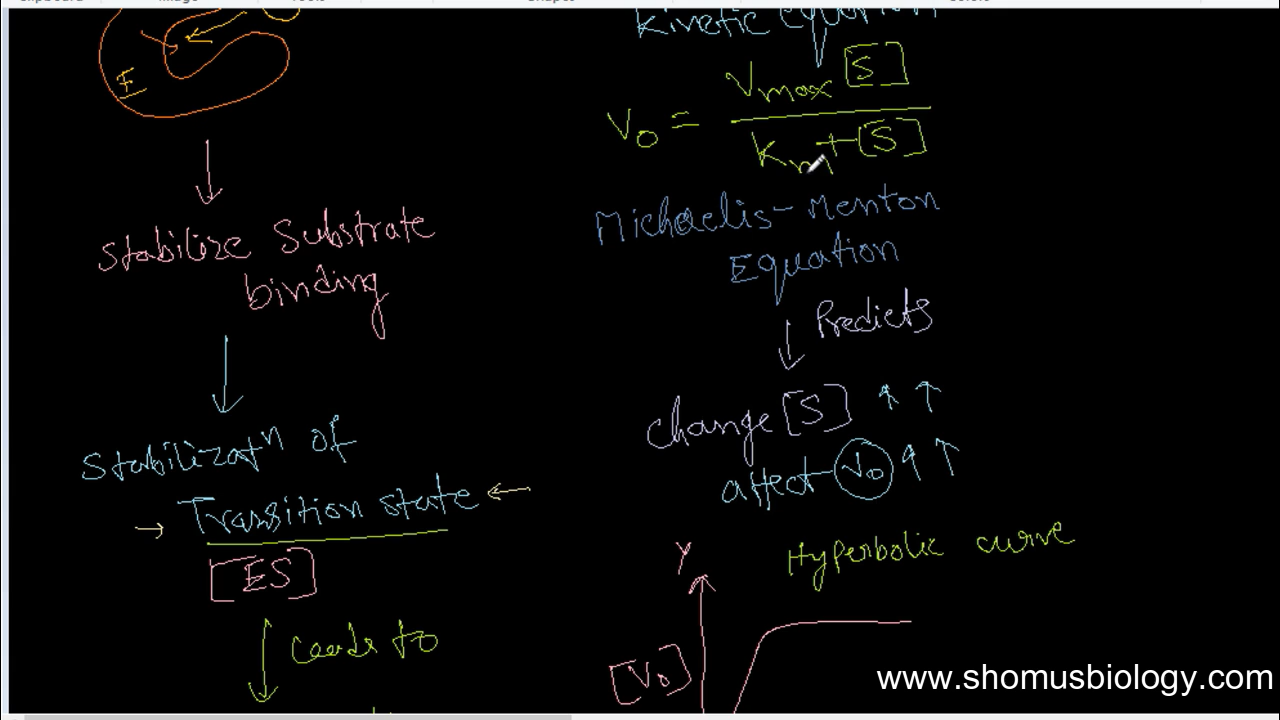 E
Stabilize Substrate
binding
Stabilizatⁿ of
Transition state
[ES]
Leads to
Kinetic equation
V₀ = Vmax [S]
Km + [S]
Michaelis-Menton
Equation
Predicts
change [S] ↑ ↑
affect V₀ ↑ ↑
Hyperbolic curve
Y
[V₀]
www.shomusbiology.com